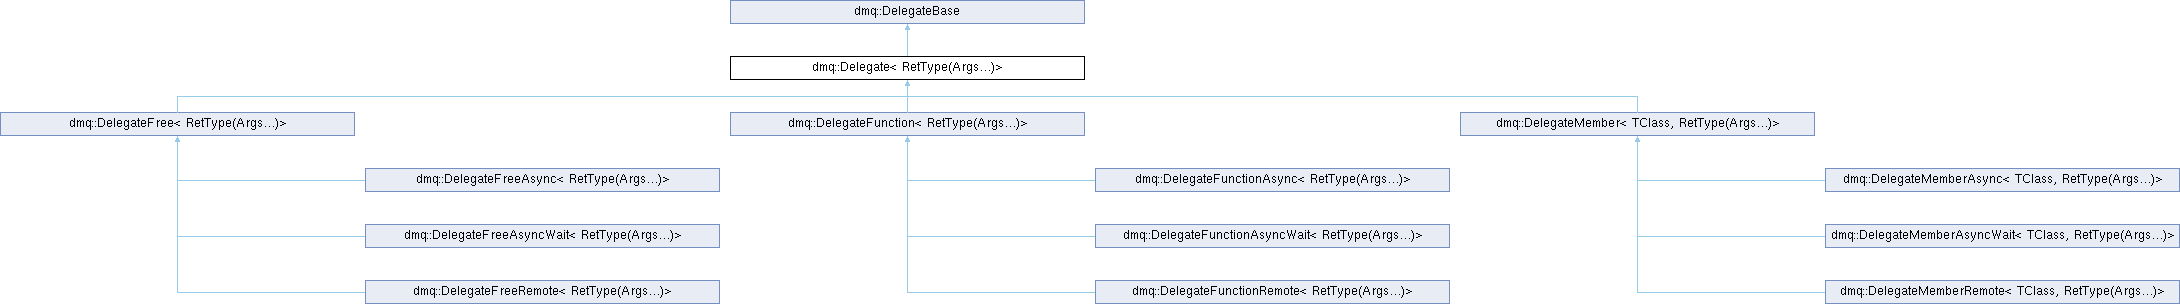 dmq::DelegateBase
dmq::Delegate< RetType(Args...)>
dmq::DelegateFree< RetType(Args...)>
dmq::DelegateFunction< RetType(Args...)>
dmq::DelegateMember< TClass, RetType(Args...)>
dmq::DelegateFreeAsync< RetType(Args...)>
dmq::DelegateFunctionAsync< RetType(Args...)>
dmq::DelegateMemberAsync< TClass, RetType(Args...)>
dmq::DelegateFreeAsyncWait< RetType(Args...)>
dmq::DelegateFunctionAsyncWait< RetType(Args...)>
dmq::DelegateMemberAsyncWait< TClass, RetType(Args...)>
dmq::DelegateFreeRemote< RetType(Args...)>
dmq::DelegateFunctionRemote< RetType(Args...)>
dmq::DelegateMemberRemote< TClass, RetType(Args...)>